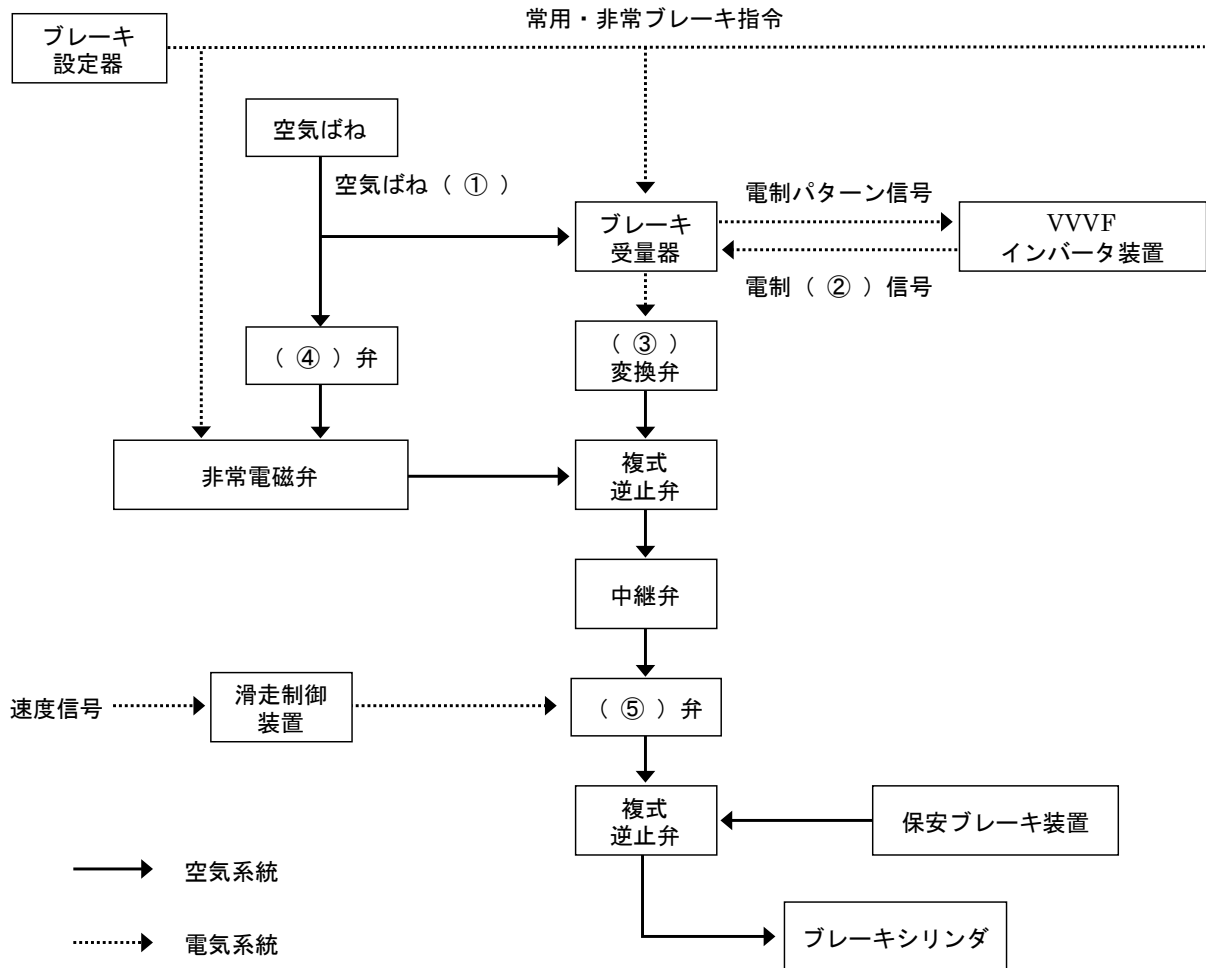 常用・非常ブレーキ指令
ブレーキ
設定器
空気ばね
空気ばね（ ① ）
ブレーキ
受量器
電制パターン信号
VVVF
インバータ装置
電制（ ② ）信号
（ ④ ）弁
（ ③ ）
変換弁
非常電磁弁
複式
逆止弁
中継弁
速度信号
滑走制御
装置
（ ⑤ ）弁
複式
逆止弁
保安ブレーキ装置
空気系統
電気系統
ブレーキシリンダ